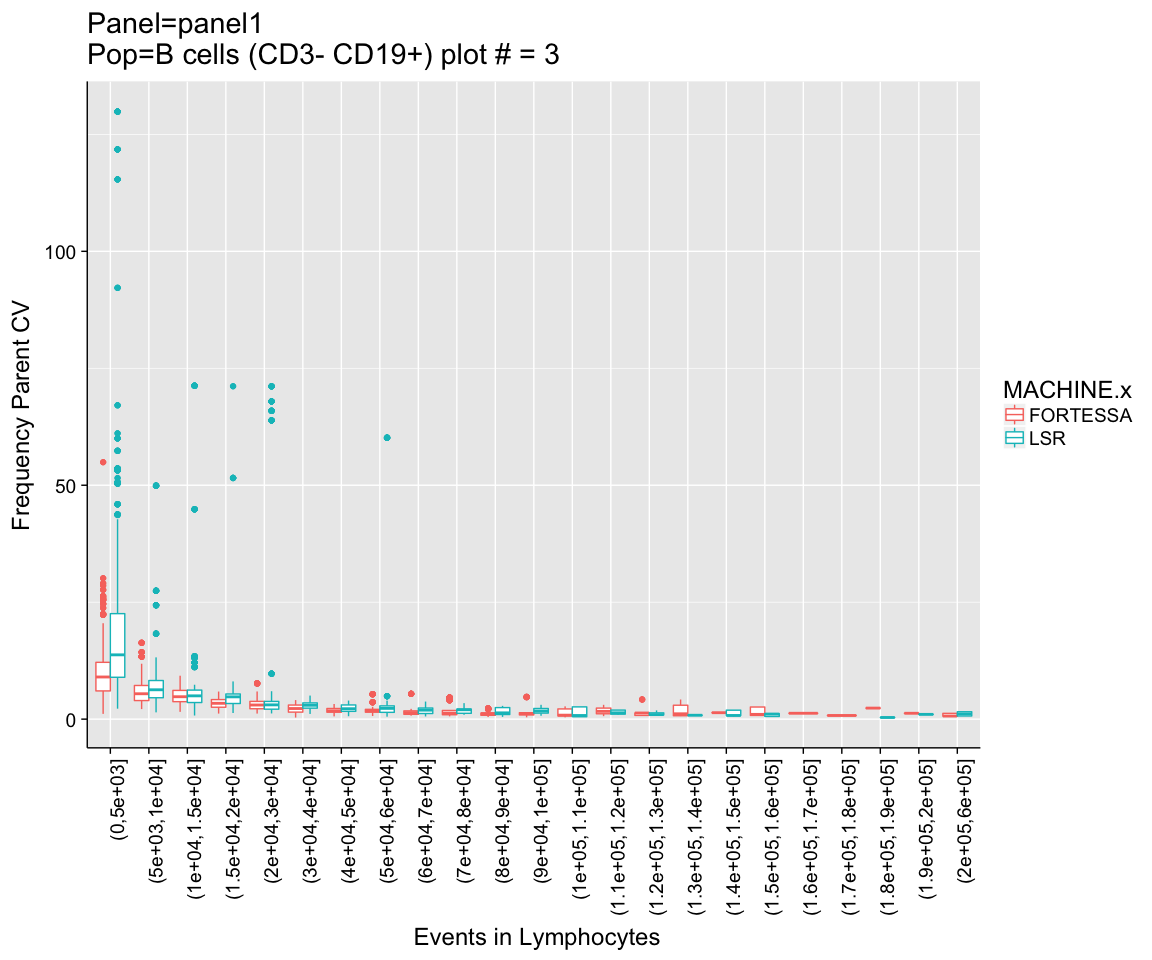 Panel=panel1
Pop=B cells (CD3- CD19+) plot # = 3
Frequency Parent CV
100
50
0
(0,5e+03]
(5e+03,1e+04]
(1e+04,1.5e+04]
(1.5e+04,2e+04]
(2e+04,3e+04]
(3e+04,4e+04]
(4e+04,5e+04]
(5e+04,6e+04]
(6e+04,7e+04]
(7e+04,8e+04]
(8e+04,9e+04]
(9e+04,1e+05]
(1e+05,1.1e+05]
(1.1e+05,1.2e+05]
(1.2e+05,1.3e+05]
(1.3e+05,1.4e+05]
(1.4e+05,1.5e+05]
(1.5e+05,1.6e+05]
(1.6e+05,1.7e+05]
(1.7e+05,1.8e+05]
(1.8e+05,1.9e+05]
(1.9e+05,2e+05]
(2e+05,6e+05]
Events in Lymphocytes
MACHINE.x
FORTESSA
LSR